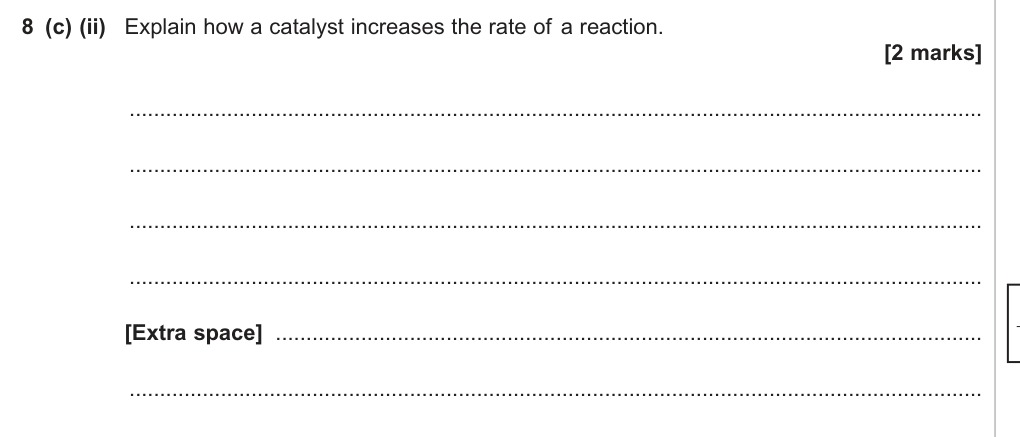 8 (c) (ii) Explain how a catalyst increases the rate of a reaction.
[2 marks]
[Extra space]